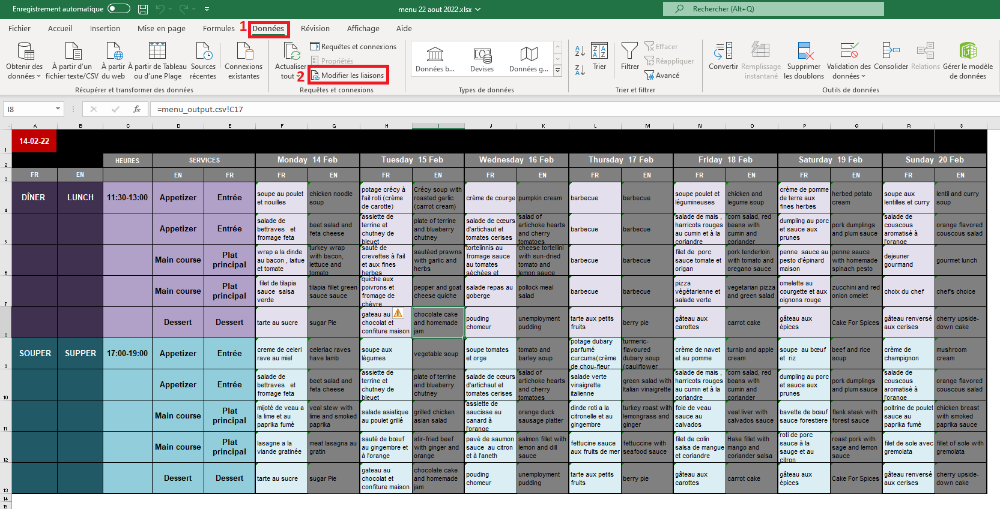 Enregistrement automatique
menu 22 aout 2022.xlsx
Rechercher (Alt+Q)
Fichier Accueil Insertion Mise en page Formules 1 Données Révision Affichage Aide
Obtenir des données
À partir d'un fichier texte/CSV
À partir du web
À partir de Tableau ou d'une Plage
Sources récentes
Connexions existantes
Récupérer et transformer des données
Actualiser tout
Requêtes et connexions
Propriétés
2 Modifier les liaisons
Requêtes et connexions
Données b...
Devises
Données g...
Types de données
Trier
Filtrer
Effacer
Réappliquer
Avancé
Trier et filtrer
Convertir
Remplissage instantané
Supprimer les doublons
Validation des données
Consolider
Relations
Gérer le modèle de données
Outils de données
I8 fx =menu_output.csv!C17
A B C D E F G H I J K L M N O P Q R S
1 14-02-22
2 HEURES SERVICES Monday 14 Feb Tuesday 15 Feb Wednesday 16 Feb Thursday 17 Feb Friday 18 Feb Saturday 19 Feb Sunday 20 Feb
3 FR EN EN FR FR EN FR EN FR EN FR EN FR EN FR EN FR EN
4 DÎNER LUNCH 11:30-13:00 Appetizer Entrée soupe au poulet et nouilles chicken noodle soup potage crécy à l'ail roti (crème de carotte) Crécy soup with roasted garlic (carrot cream) crème de courge pumpkin cream barbecue barbecue soupe poulet et légumineuses chicken and legume soup crème de pomme de terre aux fines herbes herbed potato cream soupe aux lentilles et curry lentil and curry soup
5 Appetizer Entrée salade de bettraves et fromage feta beet salad and feta cheese assiette de terrine et chutney de bleuet plate of terrine and blueberry chutney salade de cœurs d'artichaut et tomates cerises salad of artichoke hearts and cherry tomatoes barbecue barbecue salade de mais , harricots rouges au cumin et à la coriandre corn salad, red beans with cumin and coriander dumpling au porc et sauce aux prunes pork dumplings and plum sauce salade de couscous aromatisé à l'orange orange flavored couscous salad
6 Main course Plat principal wrap a la dinde au bacon , laitue et tomate turkey wrap with bacon, lettuce and tomato sauté de crevettes à l'ail et aux fines herbes sautéed prawns with garlic and herbs tortelinnis au fromage sauce au tomates séchées et cheese tortellini with sun-dried tomato and lemon sauce barbecue barbecue filet de porc sauce tomate et origan pork tenderloin with tomato and oregano sauce penne sauce au pesto d'épinard maison penne sauce with homemade spinach pesto dejeuner gourmand gourmet lunch
7 Main course Plat principal filet de tilapia sauce salsa verde tilapia fillet green sauce sauce quiche aux poivrons et fromage de chèvre pepper and goat cheese quiche salade repas au goberge pollock meal salad barbecue barbecue pizza végétarienne et salade verte vegetarian pizza and green salad omelette au courgette et aux oignons rouge zucchini and red onion omelet choix du chef chef's choice
8 Dessert Dessert tarte au sucre sugar Pie gateau au chocolat et confiture maison chocolate cake and homemade jam pouding chomeur unemployment pudding tarte aux petits fruits berry pie gâteau aux carottes carrot cake gâteau aux épices Cake For Spices gâteau renversé aux cerises cherry upside-down cake
9 SOUPER SUPPER 17:00-19:00 Appetizer Entrée creme de celeri rave au miel celeriac raves have lamb soupe aux légumes vegetable soup soupe tomates et orge tomato and barley soup potage dubary parfumé curcuma(crème de chou-fleur turmeric-flavoured dubary soup (cauliflower crème de navet et au pomme turnip and apple cream soupe au bœuf et riz beef and rice soup crème de champignon mushroom cream
10 Appetizer Entrée salade de bettraves et fromage feta beet salad and feta cheese assiette de terrine et chutney de bleuet plate of terrine and blueberry chutney salade de cœurs d'artichaut et tomates cerises salad of artichoke hearts and cherry tomatoes salade verte vinaigrette italienne green salad with Italian vinaigrette salade de mais , harricots rouges au cumin et à la coriandre corn salad, red beans with cumin and coriander dumpling au porc et sauce aux prunes pork dumplings and plum sauce salade de couscous aromatisé à l'orange orange flavored couscous salad
11 Main course Plat principal mijoté de veau a la lime et au paprika fumé veal stew with lime and smoked paprika salade asiatique au poulet grillé grilled chicken asian salad assiette de saucisse au canard à l'orange orange duck sausage platter dinde roti a la citronelle et au gingembre turkey roast with lemongrass and ginger foie de veau sauce au calvados veal liver with calvados sauce bavette de bœuf sauce forestiere flank steak with forest sauce poitrine de poulet sauce au paprika fumé chicken breast with smoked paprika sauce
12 Main course Plat principal lasagne a la viande gratinée meat lasagna au gratin sauté de bœuf au gingembre et à l'orange stir-fried beef with ginger and orange pavé de saumon sauce au citron et à l'aneth salmon fillet with lemon and dill sauce fettucine sauce aux fruits de mer fettuccine with seafood sauce filet de colin salsa de mangue et coriandre Hake fillet with mango and coriander salsa roti de porc sauce à la sauge et au citron roast pork with sage and lemon sauce filet de sole avec gremolata fillet of sole with gremolata
13 Dessert Dessert tarte au sucre sugar Pie gateau au chocolat et confiture maison chocolate cake and homemade jam pouding chomeur unemployment pudding tarte aux petits fruits berry pie gâteau aux carottes carrot cake gâteau aux épices Cake For Spices gâteau renversé aux cerises cherry upside-down cake
14
15